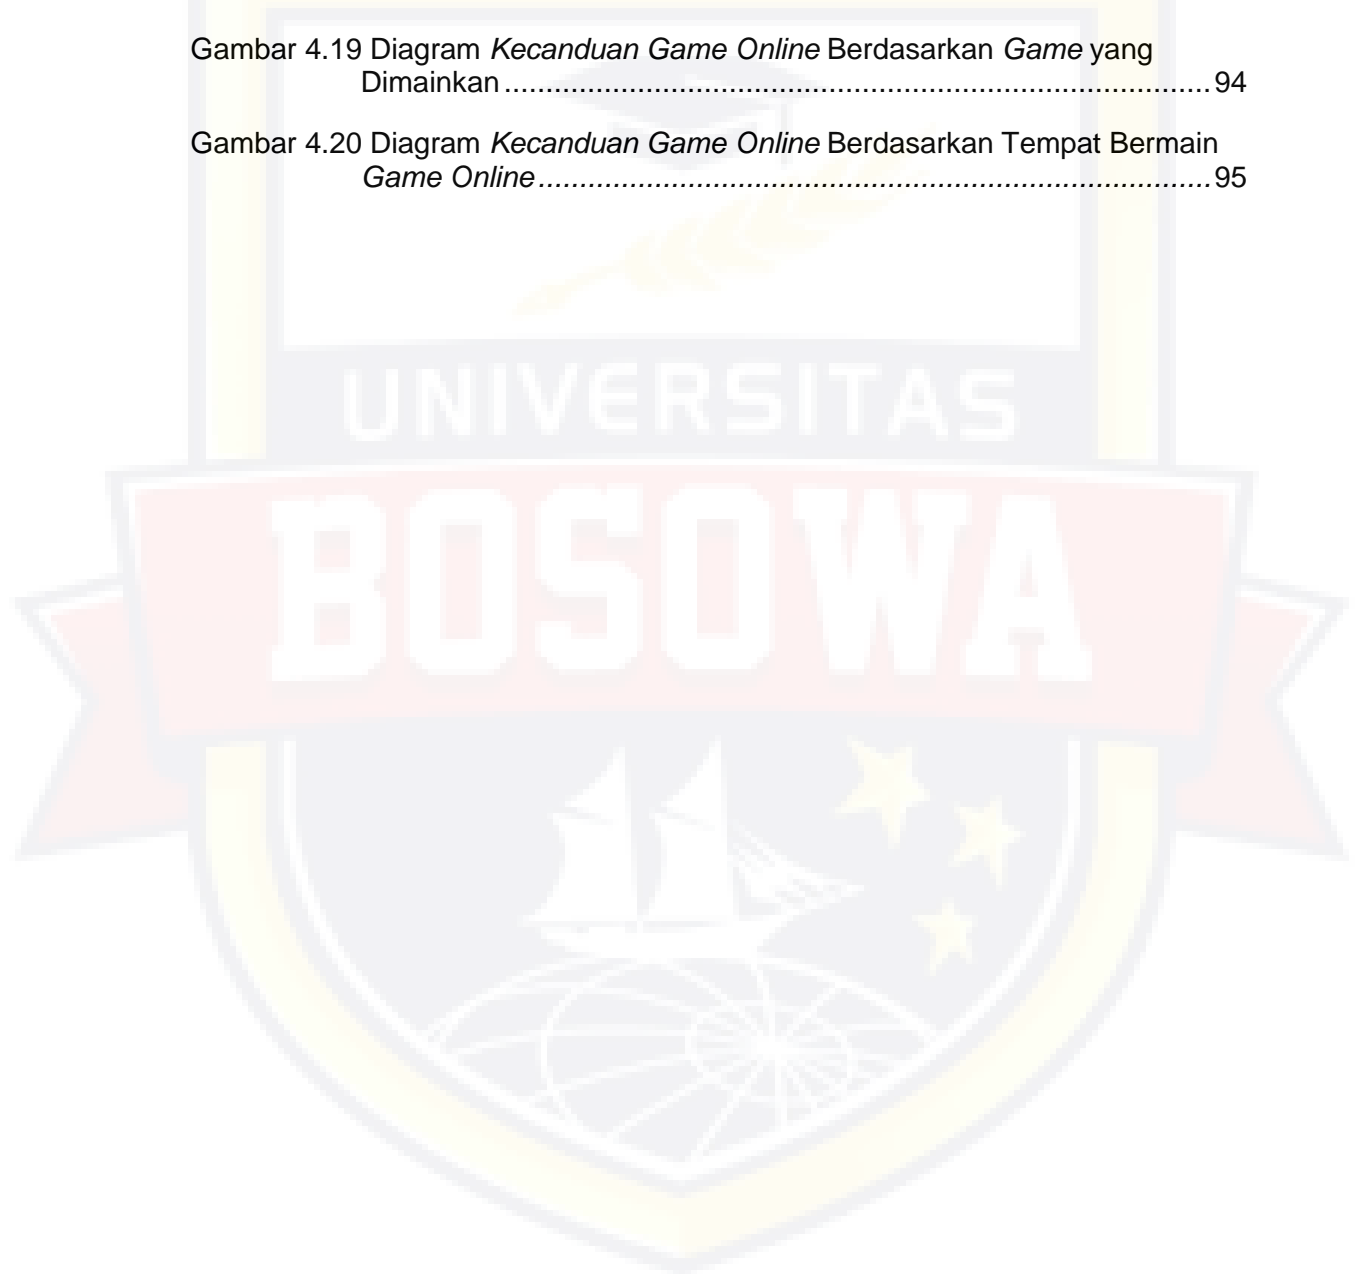 Gambar 4.19 Diagram Kecanduan Game Online Berdasarkan Game yang
Dimainkan ..................................................................................... 94
Gambar 4.20 Diagram Kecanduan Game Online Berdasarkan Tempat Bermain
Game Online ................................................................................. 95
UNIVERSITAS
BOSOWA